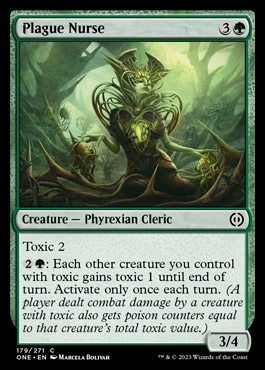 Plague Nurse 3
Creature — Phyrexian Cleric
Toxic 2
2: Each other creature you control
with toxic gains toxic 1 until end of
turn. Activate only once each turn. (A
player dealt combat damage by a creature
with toxic also gets poison counters equal
to that creature's total toxic value.)
3/4
179/271 C
ONE • EN MARCELA BOLIVAR ™ & © 2023 Wizards of the Coast